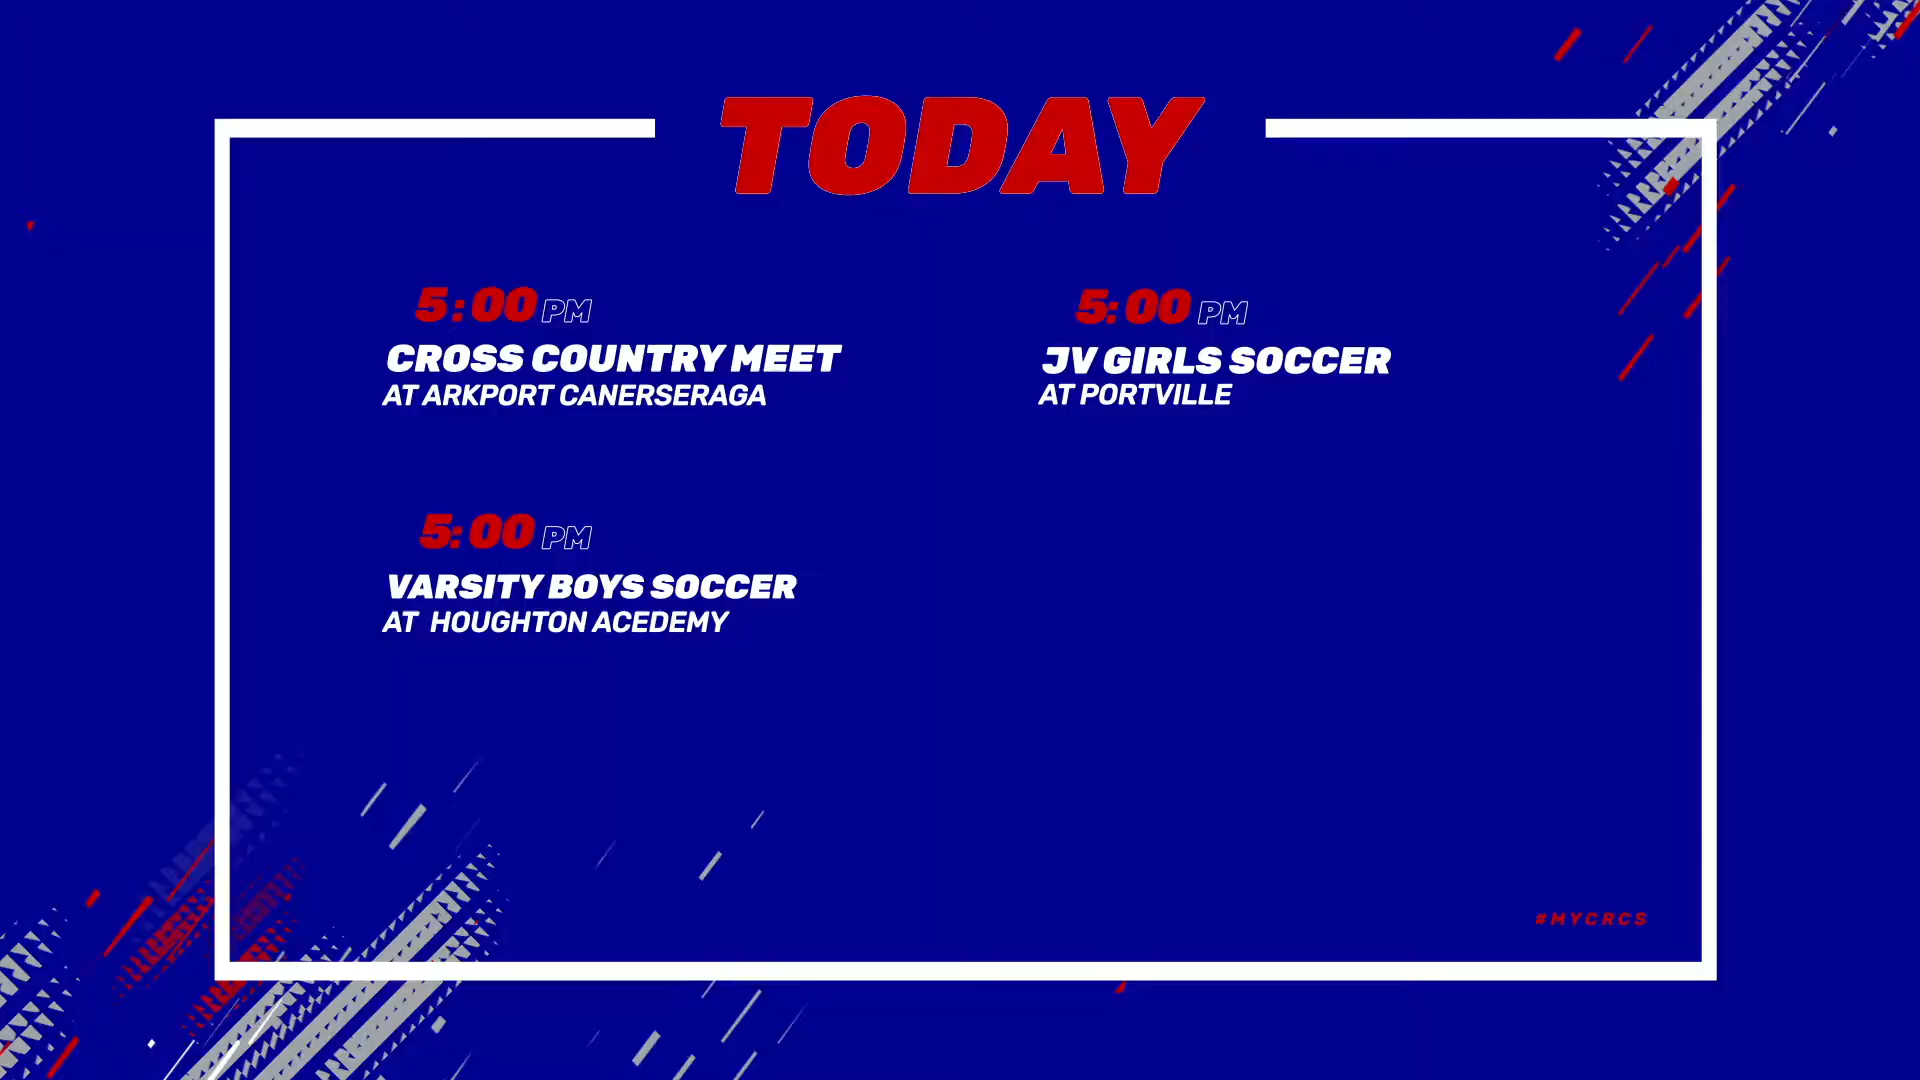 TODAY
5:00 PM
CROSS COUNTRY MEET
AT ARKPORT CANERSERAGA
5:00 PM
JV GIRLS SOCCER
AT PORTVILLE
5:00 PM
VARSITY BOYS SOCCER
AT HOUGHTON ACEDEMY
#MYCRCS